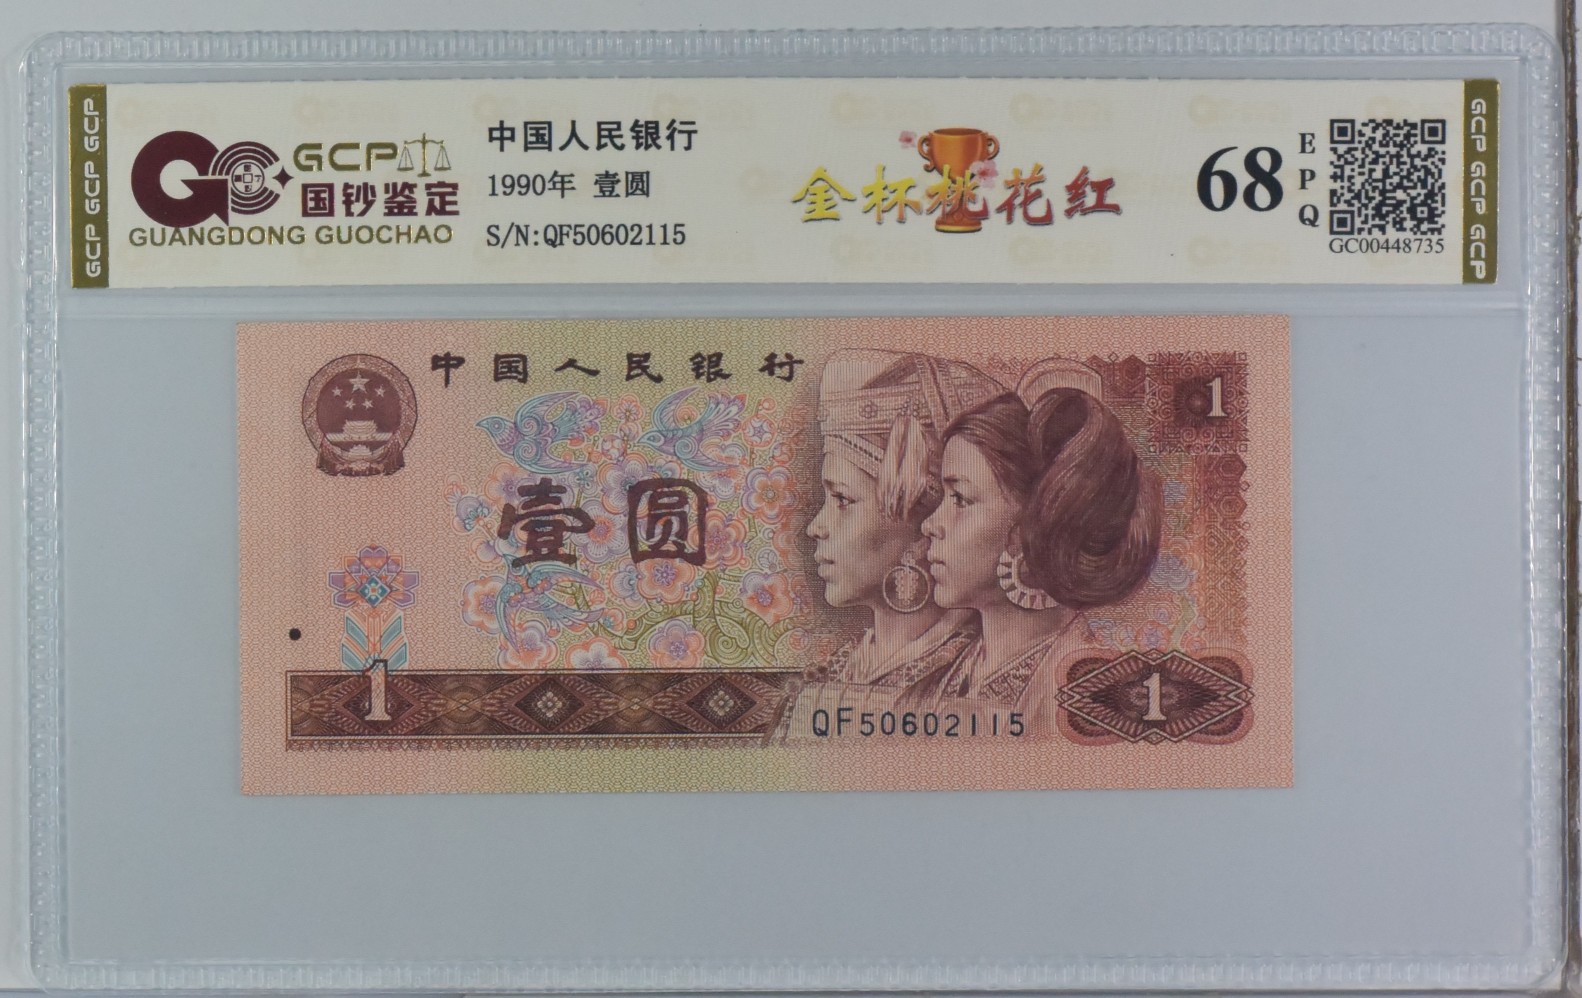 GCP GCP GCP
GCP
国钞鉴定
GUANGDONG GUOCHAO
中国人民银行
1990年 壹圆
S/N:QF50602115
金杯桃花红
68
EPQ
GC00448735
GCP GCP GCP
中国人民银行
1
壹圆
1
QF50602115
1